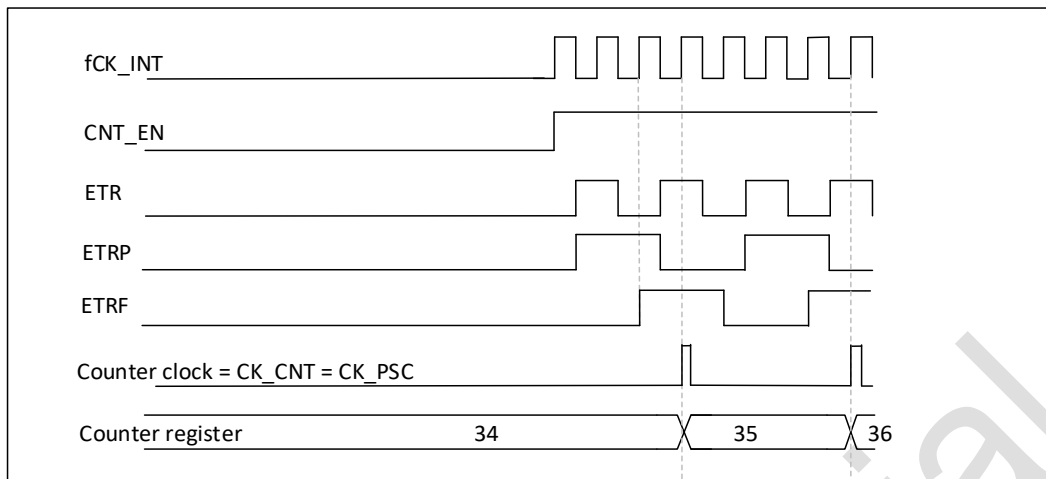 fCK_INT
CNT_EN
ETR
ETRP
ETRF
Counter clock = CK_CNT = CK_PSC
Counter register 34 35 36